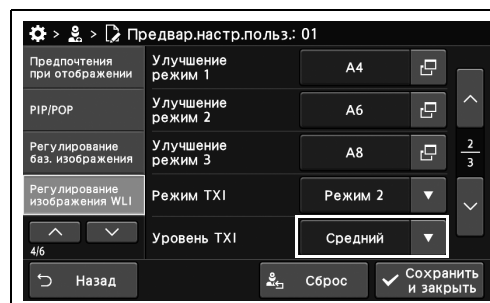 > > Предвар.настр.польз.: 01
Предпочтения
при отображении
PIP/POP
Регулирование
баз. изображения
Регулирование
изображения WLI
4/6
Улучшение
режим 1
A4
Улучшение
режим 2
A6
Улучшение
режим 3
A8
Режим TXI
Режим 2
Уровень TXI
Средний
2
3
Назад
Сброс
Сохранить
и закрыть